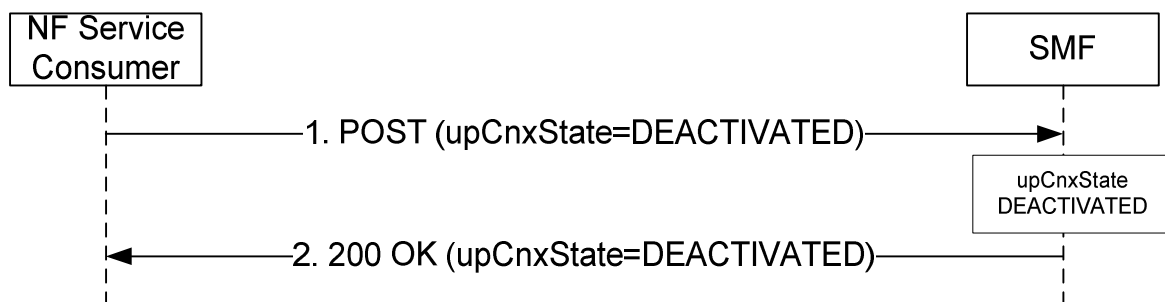 NF Service
Consumer
SMF
1. POST (upCnxState=DEACTIVATED)
upCnxState
DEACTIVATED
2. 200 OK (upCnxState=DEACTIVATED)